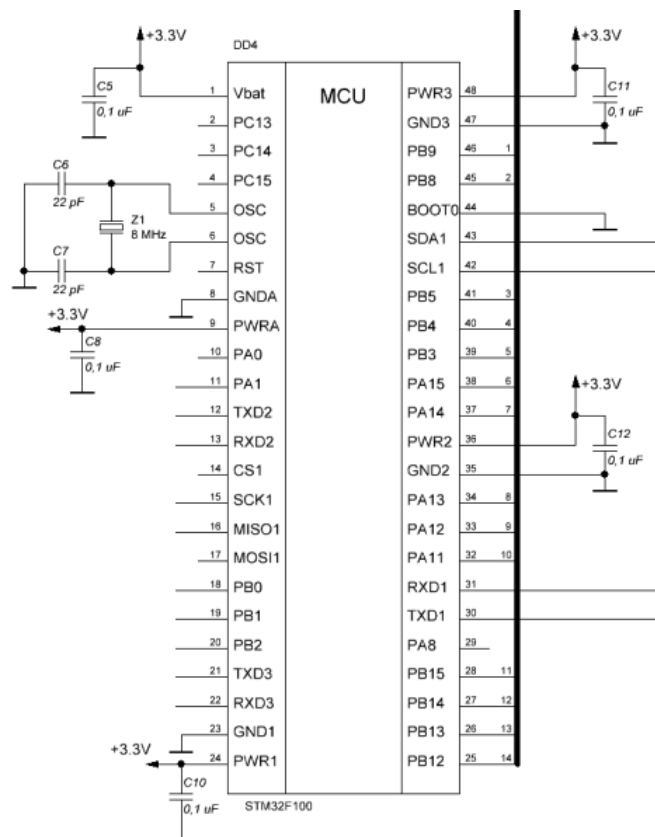 +3.3V
DD4
+3.3V
C5
0,1 uF
1 Vbat
MCU
PWR3 48
C11
0,1 uF
2 PC13
GND3 47
3 PC14
PB9 46 1
4 PC15
PB8 45 2
C6
22 pF
5 OSC
BOOT0 44
Z1
8 MHz
6 OSC
SDA1 43
C7
22 pF
7 RST
SCL1 42
8 GNDA
PB5 41 3
+3.3V
9 PWRA
PB4 40 4
C8
0,1 uF
10 PA0
PB3 39 5
11 PA1
PA15 38 6
+3.3V
12 TXD2
PA14 37 7
13 RXD2
PWR2 36
C12
0,1 uF
14 CS1
GND2 35
15 SCK1
PA13 34 8
16 MISO1
PA12 33 9
17 MOSI1
PA11 32 10
18 PB0
RXD1 31
19 PB1
TXD1 30
20 PB2
PA8 29
21 TXD3
PB15 28 11
22 RXD3
PB14 27 12
23 GND1
PB13 26 13
+3.3V
24 PWR1
PB12 25 14
C10
0,1 uF
STM32F100